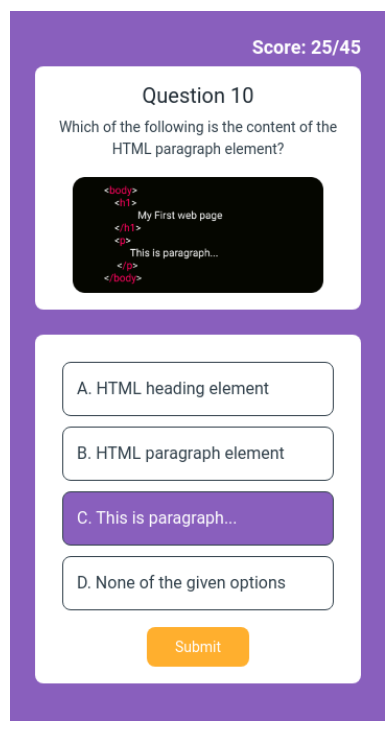 Score: 25/45
Question 10
Which of the following is the content of the
HTML paragraph element?
<body>
<h1>
My First web page
</h1>
<p>
This is paragraph...
</p>
</body>
A. HTML heading element
B. HTML paragraph element
C. This is paragraph...
D. None of the given options
Submit